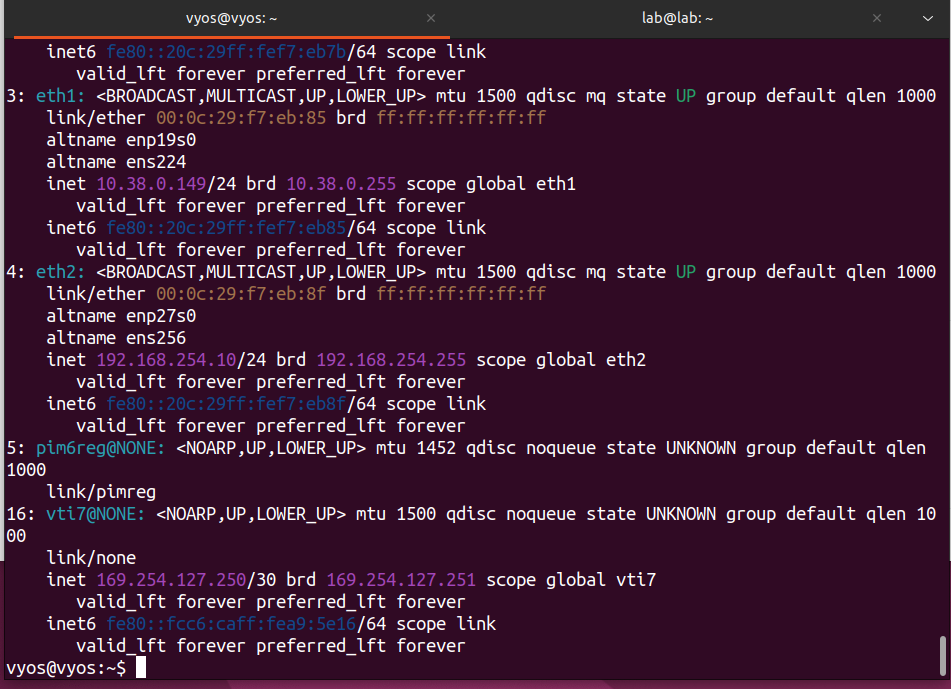 vyos@vyos: ~
lab@lab: ~
inet6 fe80::20c:29ff:fef7:eb7b/64 scope link
valid_lft forever preferred_lft forever
3: eth1: <BROADCAST,MULTICAST,UP,LOWER_UP> mtu 1500 qdisc mq state UP group default qlen 1000
link/ether 00:0c:29:f7:eb:85 brd ff:ff:ff:ff:ff:ff
altname enp19s0
altname ens224
inet 10.38.0.149/24 brd 10.38.0.255 scope global eth1
valid_lft forever preferred_lft forever
inet6 fe80::20c:29ff:fef7:eb85/64 scope link
valid_lft forever preferred_lft forever
4: eth2: <BROADCAST,MULTICAST,UP,LOWER_UP> mtu 1500 qdisc mq state UP group default qlen 1000
link/ether 00:0c:29:f7:eb:8f brd ff:ff:ff:ff:ff:ff
altname enp27s0
altname ens256
inet 192.168.254.10/24 brd 192.168.254.255 scope global eth2
valid_lft forever preferred_lft forever
inet6 fe80::20c:29ff:fef7:eb8f/64 scope link
valid_lft forever preferred_lft forever
5: pim6reg@NONE: <NOARP,UP,LOWER_UP> mtu 1452 qdisc noqueue state UNKNOWN group default qlen
1000
link/pimreg
16: vti7@NONE: <NOARP,UP,LOWER_UP> mtu 1500 qdisc noqueue state UNKNOWN group default qlen 10
00
link/none
inet 169.254.127.250/30 brd 169.254.127.251 scope global vti7
valid_lft forever preferred_lft forever
inet6 fe80::fcc6:caff:fea9:5e16/64 scope link
valid_lft forever preferred_lft forever
vyos@vyos:~$